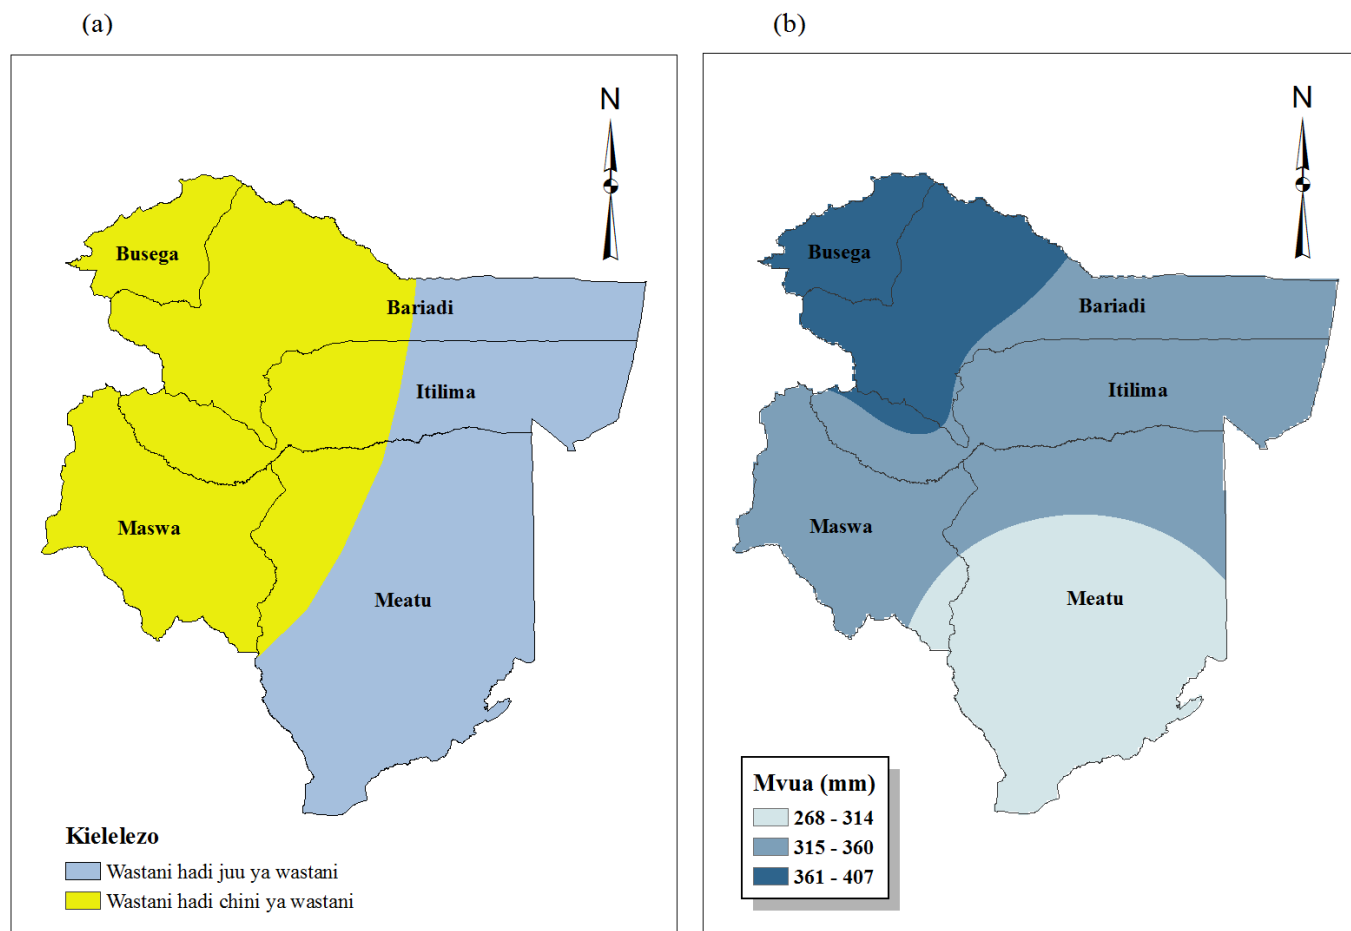 (a)
N
Busega
Bariadi
Itilima
Maswa
Meatu
Kielelezo
Wastani hadi juu ya wastani
Wastani hadi chini ya wastani
(b)
N
Busega
Bariadi
Itilima
Maswa
Meatu
Mvua (mm)
268 - 314
315 - 360
361 - 407